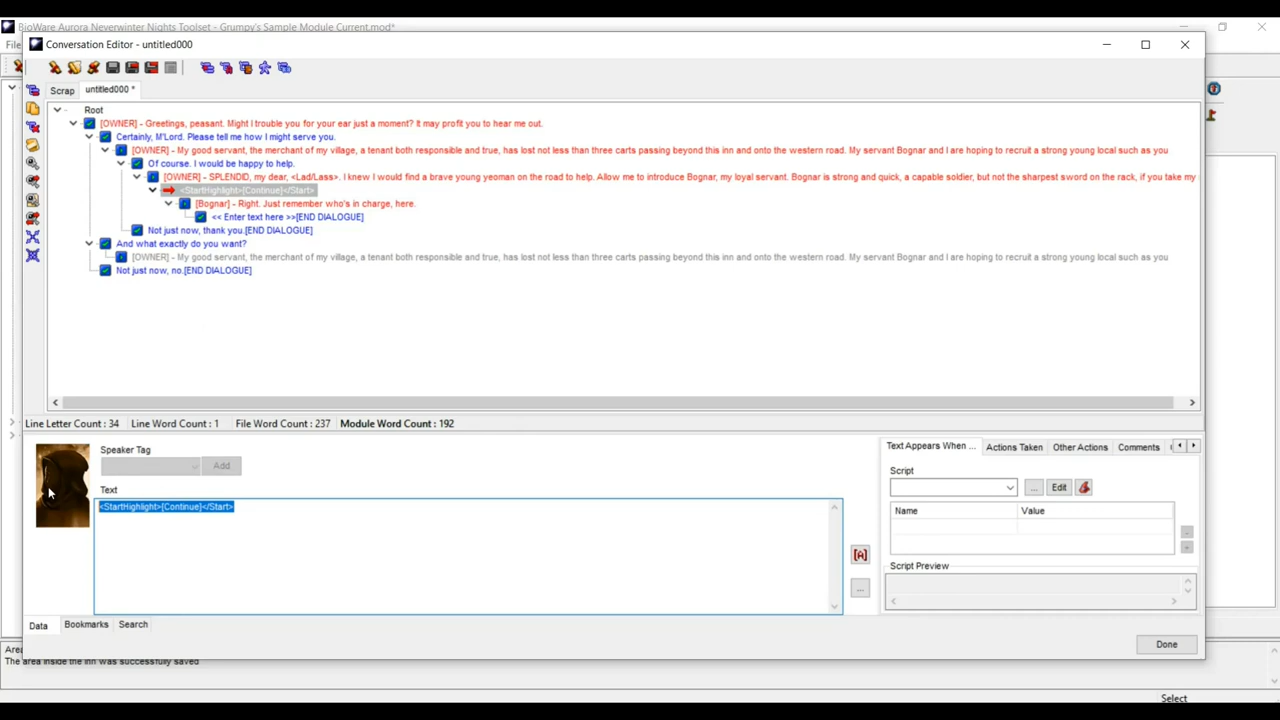 BioWare Aurora Neverwinter Nights Toolset - Grumpy's Sample Module Current.mod*
Conversation Editor - untitled000
Scrap
untitled000 *
Root
[OWNER] - Greetings, peasant. Might I trouble you for your ear just a moment? It may profit you to hear me out.
Certainly, M'Lord. Please tell me how I might serve you.
[OWNER] - My good servant, the merchant of my village, a tenant both responsible and true, has lost not less than three carts passing beyond this inn and onto the western road. My servant Bognar and I are hoping to recruit a strong young local such as you
Of course. I would be happy to help.
[OWNER] - SPLENDID, my dear, <Lad/Lass>. I knew I would find a brave young yeoman on the road to help. Allow me to introduce Bognar, my loyal servant. Bognar is strong and quick, a capable soldier, but not the sharpest sword on the rack, if you take my
<StartHighlight>[Continue]</Start>
[Bognar] - Right. Just remember who's in charge, here.
<< Enter text here >>[END DIALOGUE]
Not just now, thank you.[END DIALOGUE]
And what exactly do you want?
[OWNER] - My good servant, the merchant of my village, a tenant both responsible and true, has lost not less than three carts passing beyond this inn and onto the western road. My servant Bognar and I are hoping to recruit a strong young local such as you
Not just now, no.[END DIALOGUE]
Line Letter Count : 34 Line Word Count : 1 File Word Count : 237 Module Word Count : 192
Speaker Tag
Add
Text
<StartHighlight>[Continue]</Start>
[A]
...
Text Appears When ... Actions Taken Other Actions Comments
Script
... Edit
Name Value
Script Preview
Data Bookmarks Search
Done
The area inside the inn was successfully saved
Select